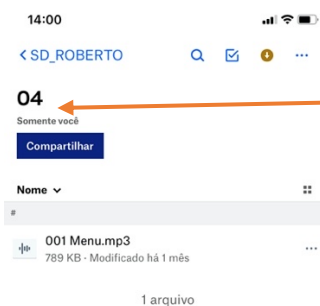 14:00
< SD_ROBERTO
04
Somente você
Compartilhar
Nome
#
001 Menu.mp3
789 KB · Modificado há 1 mês
1 arquivo